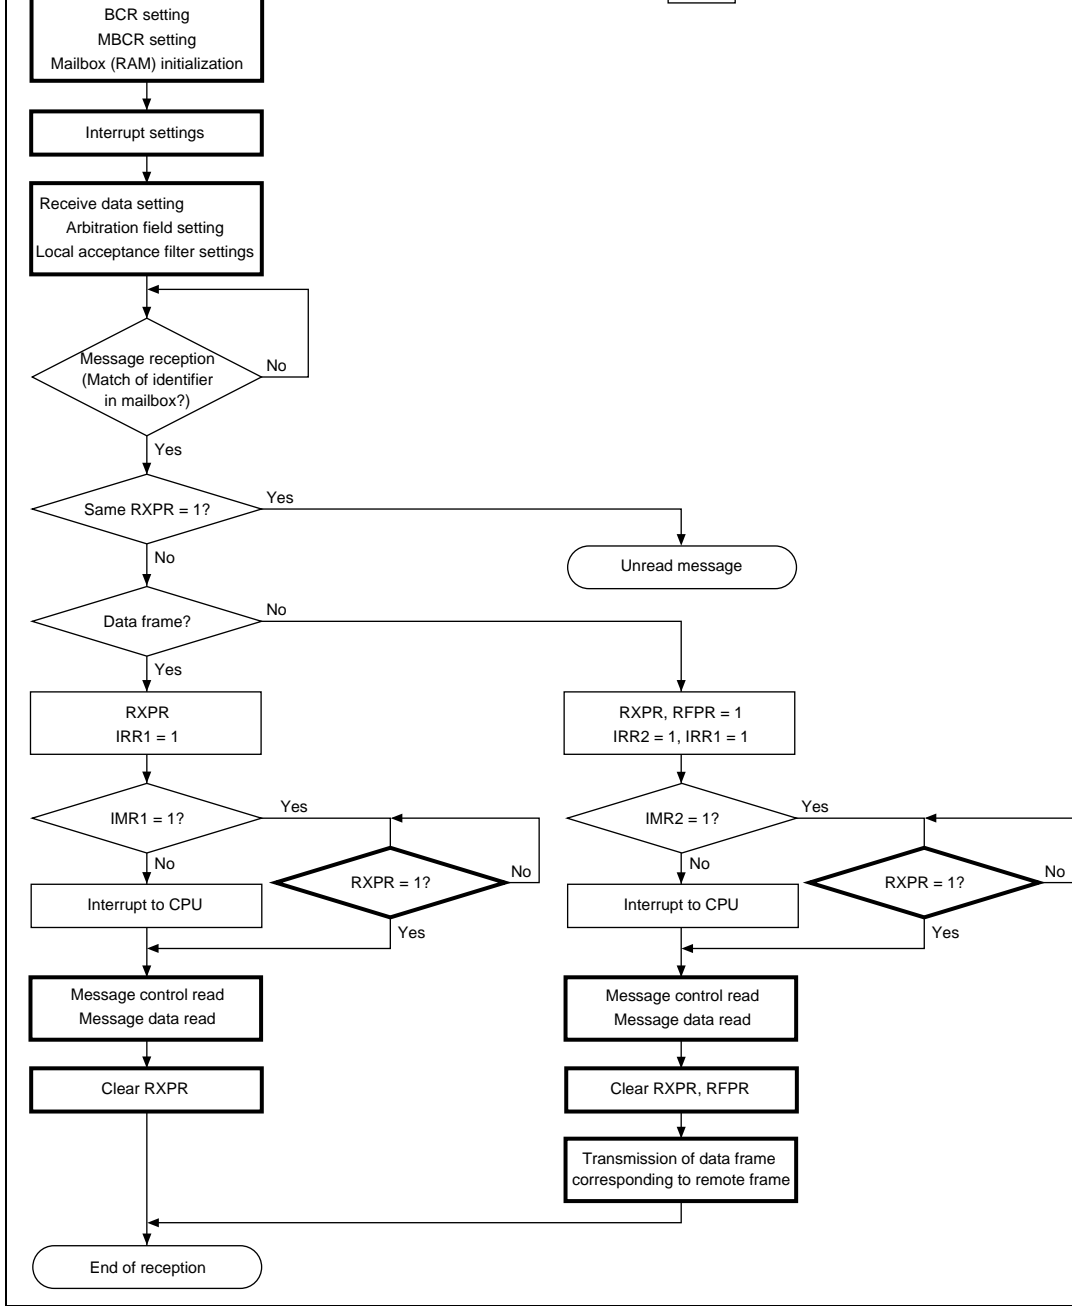 BCR setting
MBCR setting
Mailbox (RAM) initialization
Interrupt settings
Receive data setting
Arbitration field setting
Local acceptance filter settings
Message reception
(Match of identifier
in mailbox?)
No
Yes
Same RXPR = 1?
Yes
No
Unread message
Data frame?
No
Yes
RXPR
IRR1 = 1
RXPR, RFPR = 1
IRR2 = 1, IRR1 = 1
IMR1 = 1?
Yes
No
RXPR = 1?
No
Yes
Interrupt to CPU
IMR2 = 1?
Yes
No
RXPR = 1?
No
Yes
Interrupt to CPU
Message control read
Message data read
Message control read
Message data read
Clear RXPR
Clear RXPR, RFPR
Transmission of data frame
corresponding to remote frame
End of reception